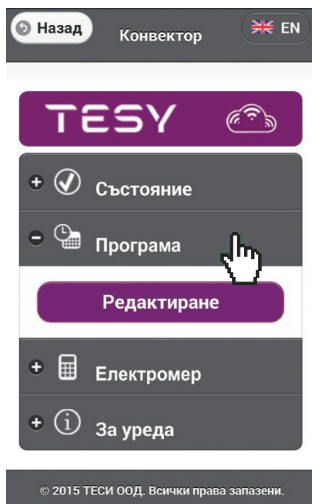 Назад
Конвектор
EN
TESY
Състояние
Програма
Редактиране
Електромер
За уреда
© 2015 ТЕСИ ООД. Всички права запазени.